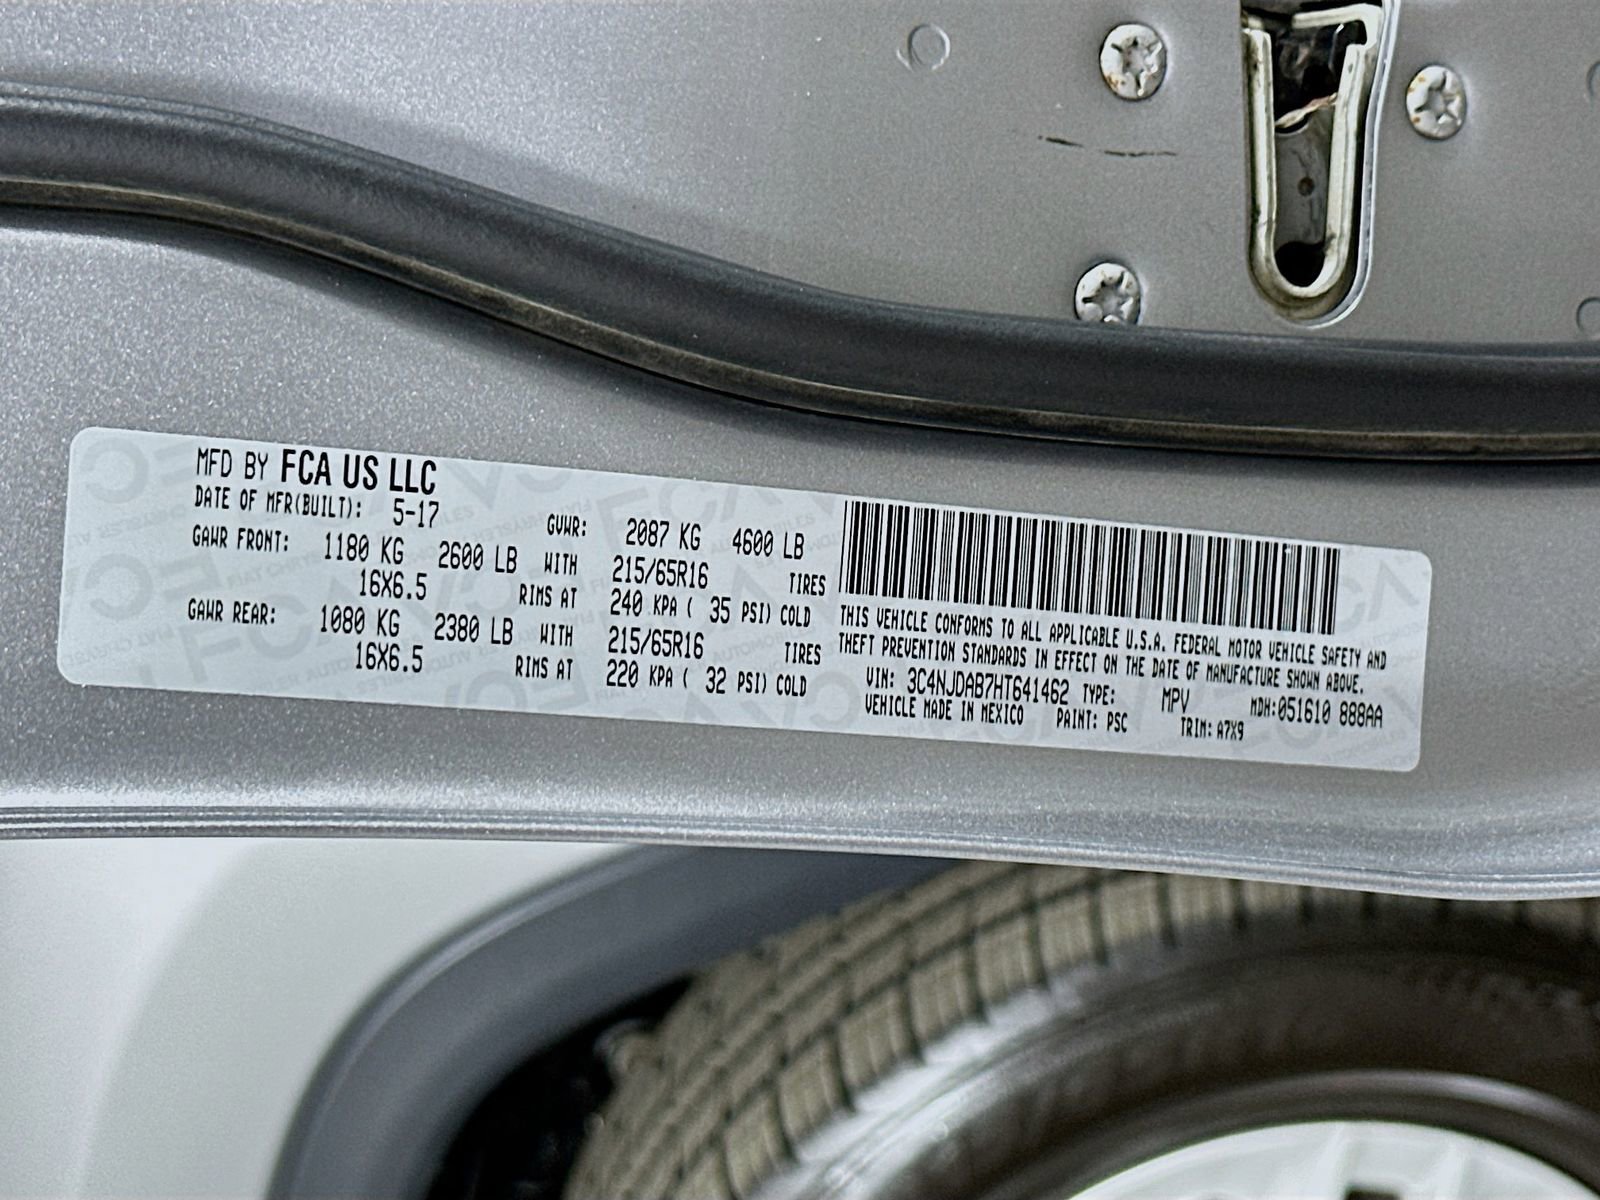 MFD BY FCA US LLC
DATE OF MFR(BUILT): 5-17 GVWR: 2087 KG 4600 LB
GAWR FRONT: 1180 KG 2600 LB WITH 215/65R16 TIRES
16X6.5 RIMS AT 240 KPA ( 35 PSI) COLD
GAWR REAR: 1080 KG 2380 LB WITH 215/65R16 TIRES
16X6.5 RIMS AT 220 KPA ( 32 PSI) COLD
THIS VEHICLE CONFORMS TO ALL APPLICABLE U.S.A. FEDERAL MOTOR VEHICLE SAFETY AND
THEFT PREVENTION STANDARDS IN EFFECT ON THE DATE OF MANUFACTURE SHOWN ABOVE.
VIN: 3C4NJDAB7HT641462 TYPE: MPV MDH:051610 888AA
VEHICLE MADE IN MEXICO PAINT: PSC TRIM: A7X9